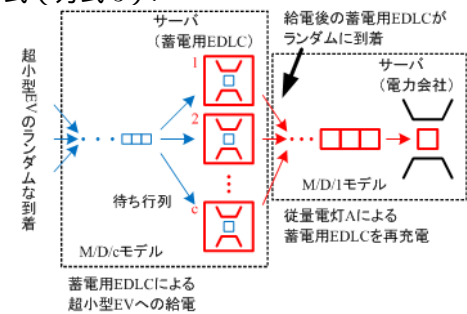 サーバ
(蓄電用EDLC)
給電後の蓄電用EDLCが
ランダムに到着
超小型EVのランダムな到着
1
2
c
待ち行列
M/D/cモデル
サーバ
(電力会社)
M/D/1モデル
従量電灯Aによる
蓄電用EDLCを再充電
蓄電用EDLCによる
超小型EVへの給電